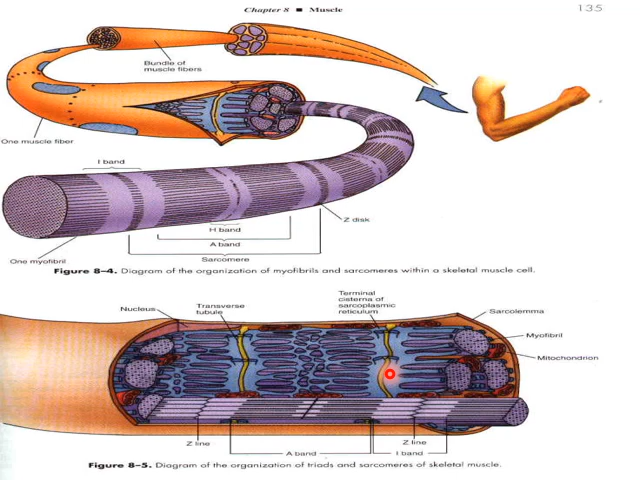 Chapter 8 ■ Muscle
135
Bundle of
muscle fibers
One muscle fiber
I band
Z disk
H band
A band
Sarcomere
One myofibril
Figure 8–4. Diagram of the organization of myofibrils and sarcomeres within a skeletal muscle cell.
Nucleus
Transverse
tubule
Terminal
cisterna of
sarcoplasmic
reticulum
Sarcolemma
Myofibril
Mitochondrion
Z line
A band
Z line
I band
Figure 8–5. Diagram of the organization of triads and sarcomeres of skeletal muscle.